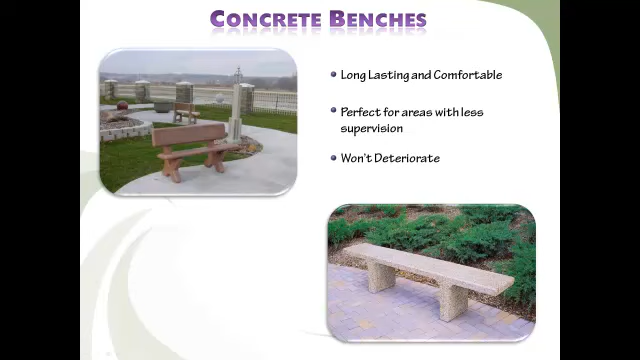 CONCRETE BENCHES
Long Lasting and Comfortable
Perfect for areas with less
supervision
Won't Deteriorate